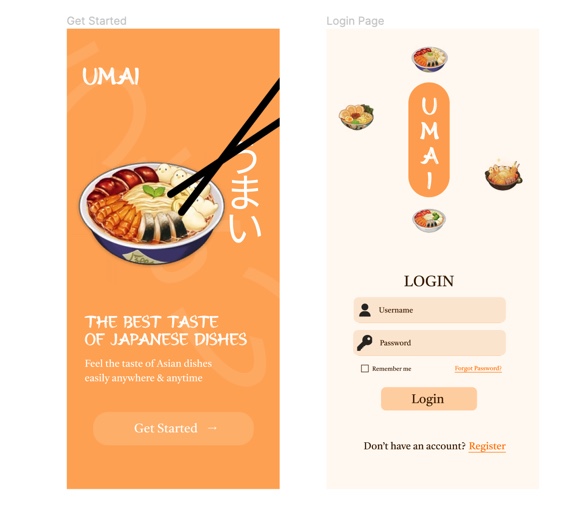 Get Started
UMAI
うまい
THE BEST TASTE
OF JAPANESE DISHES
Feel the taste of Asian dishes
easily anywhere & anytime
Get Started →
Login Page
UMAI
LOGIN
Username
Password
Remember me
Forgot Password?
Login
Don't have an account? Register